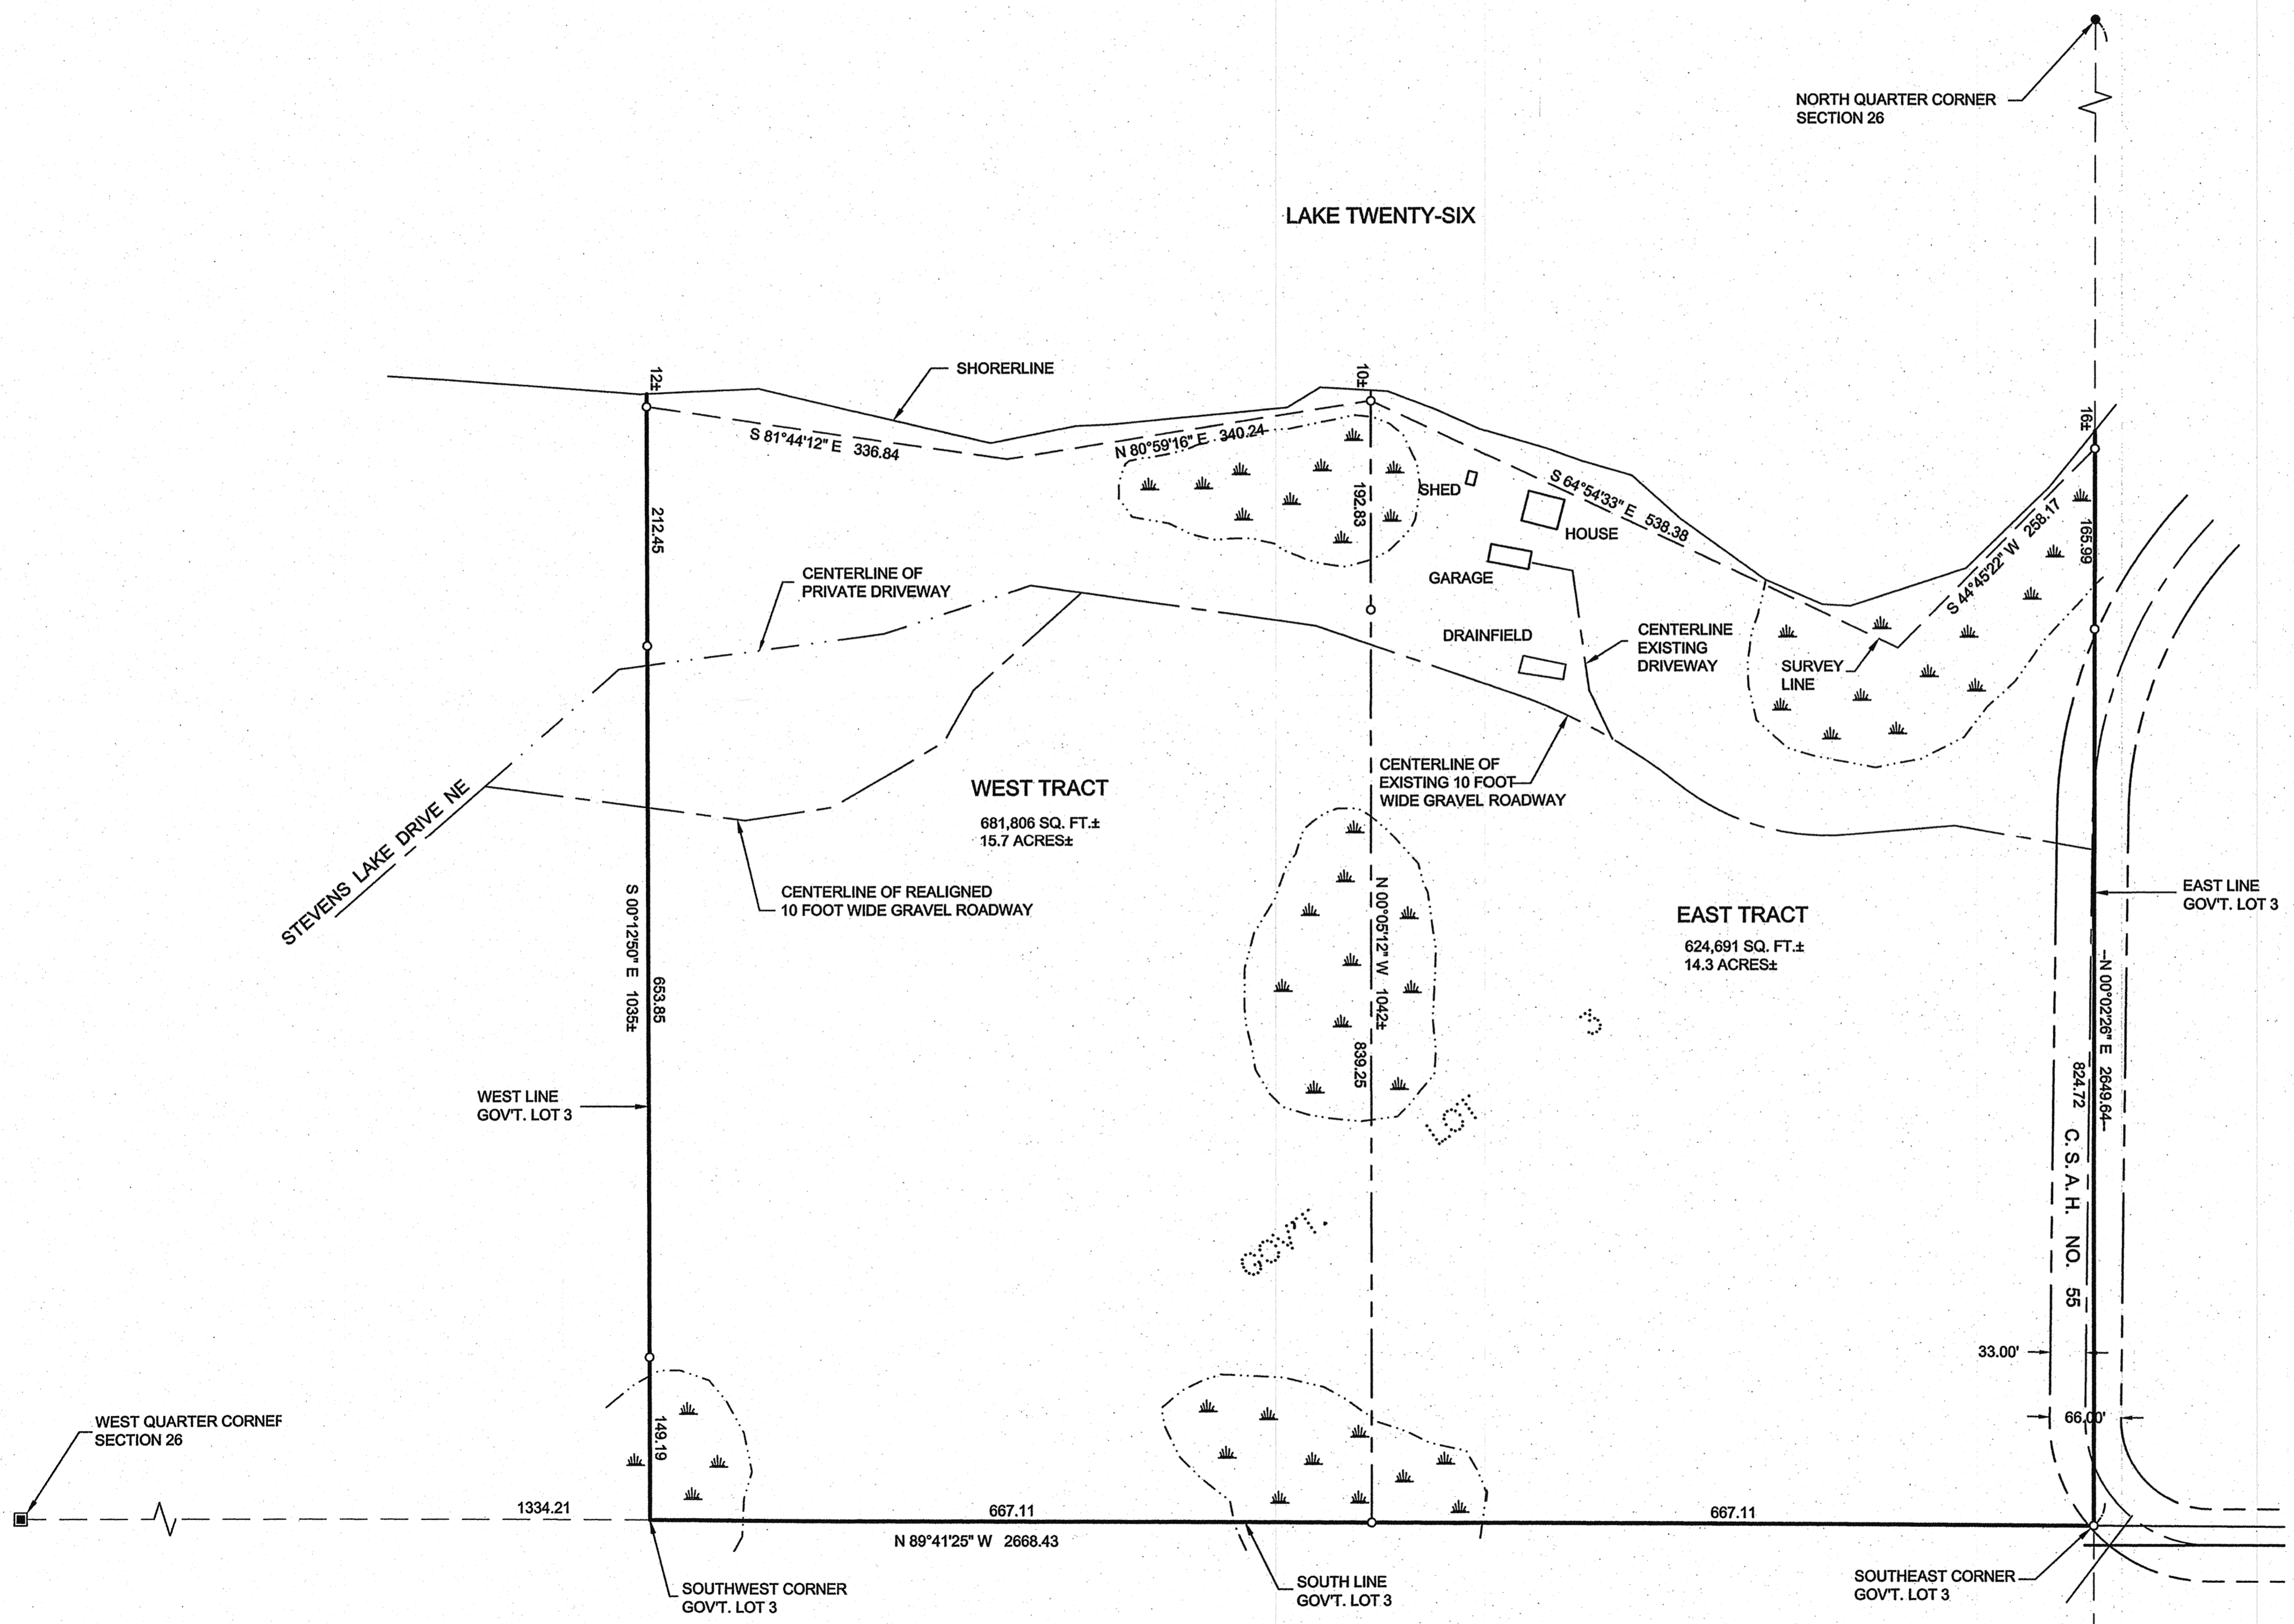 NORTH QUARTER CORNER
SECTION 26
LAKE TWENTY-SIX
12±
SHORERLINE
10±
16±
S 81°44'12" E 336.84
N 80°59'16" E 340.24
S 64°54'33" E 538.38
S 44°45'22" W 258.17
212.45
192.83
165.99
SHED
HOUSE
GARAGE
CENTERLINE OF
PRIVATE DRIVEWAY
DRAINFIELD
CENTERLINE
EXISTING
DRIVEWAY
SURVEY
LINE
STEVENS LAKE DRIVE NE
WEST TRACT
681,806 SQ. FT.±
15.7 ACRES±
CENTERLINE OF
EXISTING 10 FOOT
WIDE GRAVEL ROADWAY
CENTERLINE OF REALIGNED
10 FOOT WIDE GRAVEL ROADWAY
EAST TRACT
624,691 SQ. FT.±
14.3 ACRES±
EAST LINE
GOV'T. LOT 3
S 00°12'50" E 1035±
653.85
N 00°05'12" W 1042±
839.25
N 00°02'26" E 2649.64
824.72
C. S. A. H. NO. 55
WEST LINE
GOV'T. LOT 3
GOV'T. LOT 3
33.00'
66.00'
149.19
WEST QUARTER CORNER
SECTION 26
1334.21
667.11
667.11
N 89°41'25" W 2668.43
SOUTHWEST CORNER
GOV'T. LOT 3
SOUTH LINE
GOV'T. LOT 3
SOUTHEAST CORNER
GOV'T. LOT 3